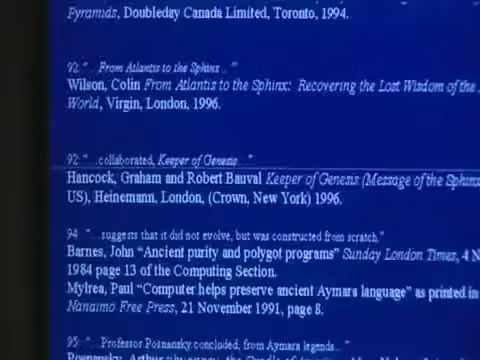 Pyramids, Doubleday Canada Limited, Toronto, 1994.
92: "...From Atlantis to the Sphinx..."
Wilson, Colin From Atlantis to the Sphinx: Recovering the Lost Wisdom of the
World, Virgin, London, 1996.
92: "...collaborated, Keeper of Genesis..."
Hancock, Graham and Robert Bauval Keeper of Genesis (Message of the Sphinx
US), Heinemann, London, (Crown, New York) 1996.
94: "...suggests that it did not evolve, but was constructed from scratch,"
Barnes, John "Ancient purity and polygot programs" Sunday London Times, 4 N
1984 page 13 of the Computing Section.
Mylrea, Paul "Computer helps preserve ancient Aymara language" as printed in
Nanaimo Free Press, 21 November 1991, page 8.
95: "...Professor Posnansky concluded, from Aymara legends..."
Posnansky, Arthur